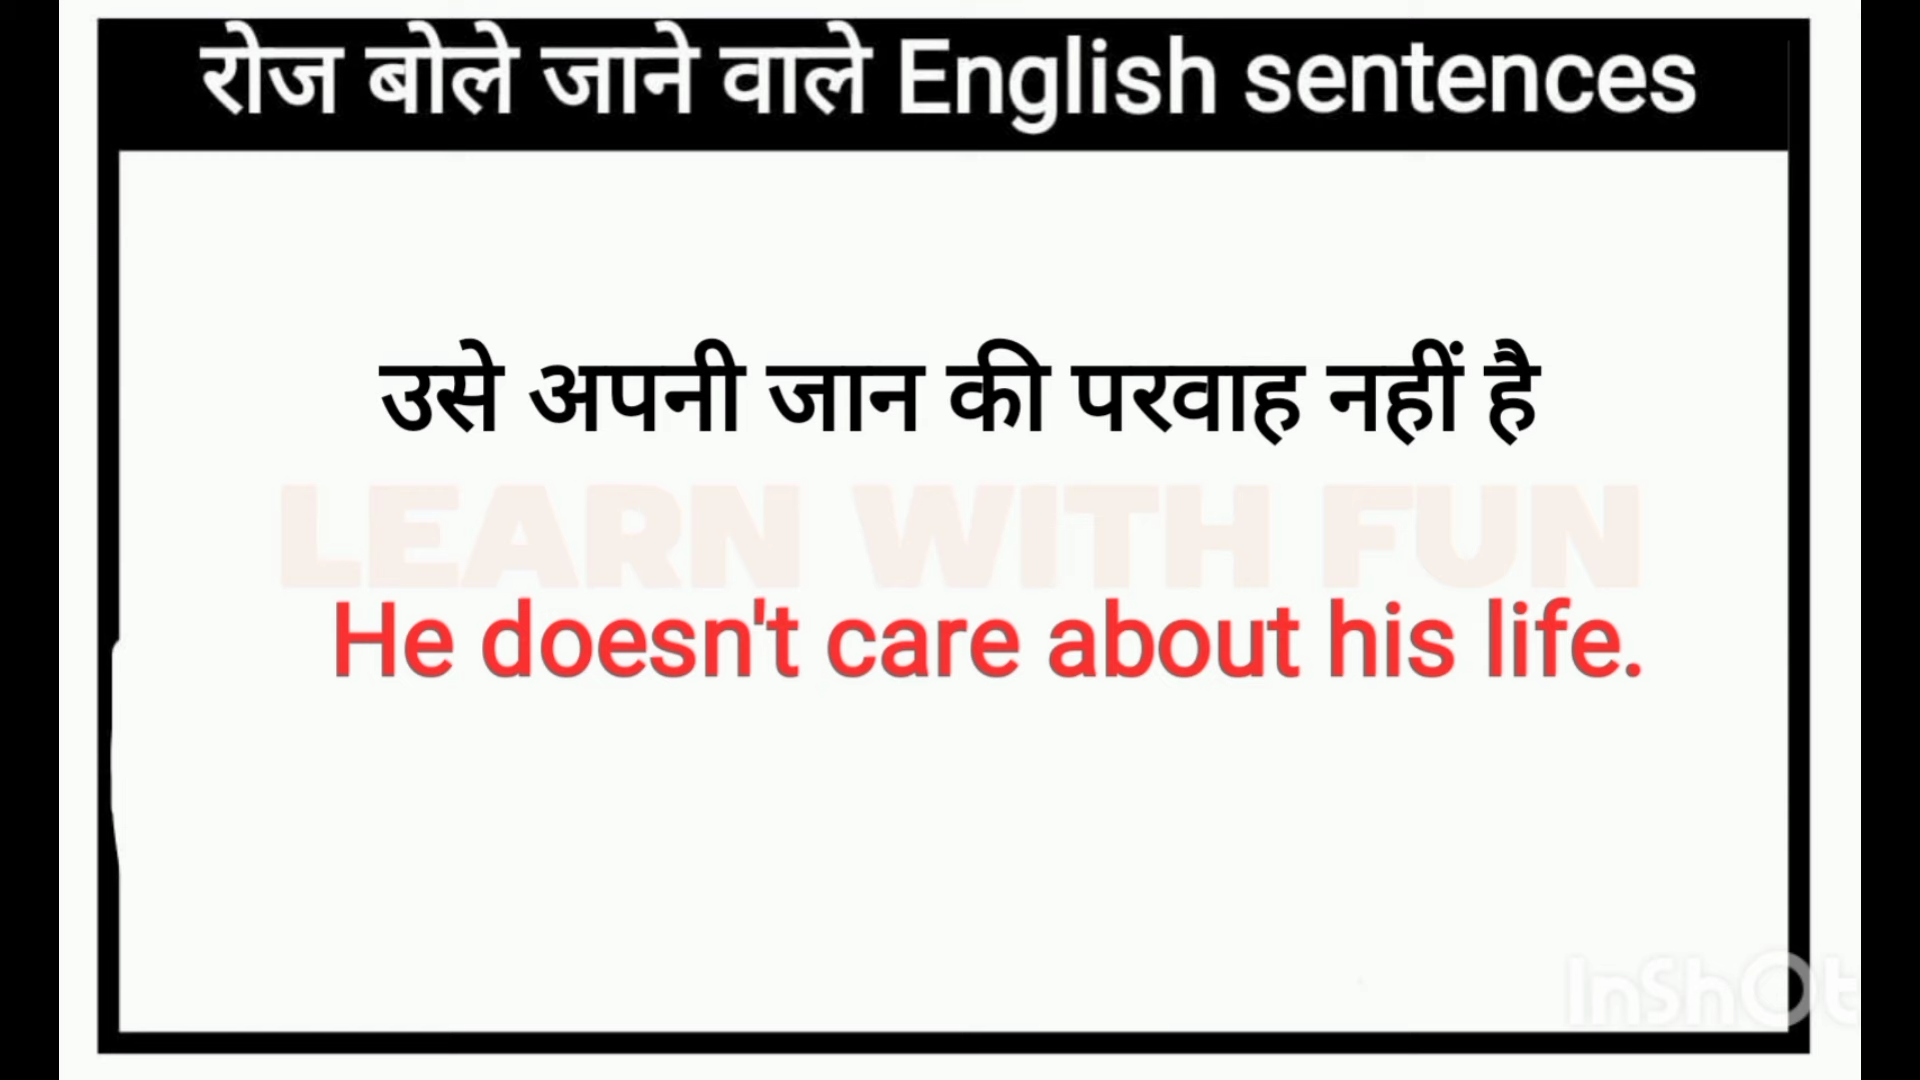 रोज बोले जाने वाले English sentences
उसे अपनी जान की परवाह नहीं है
LEARN WITH FUN
He doesn't care about his life.
InShOt